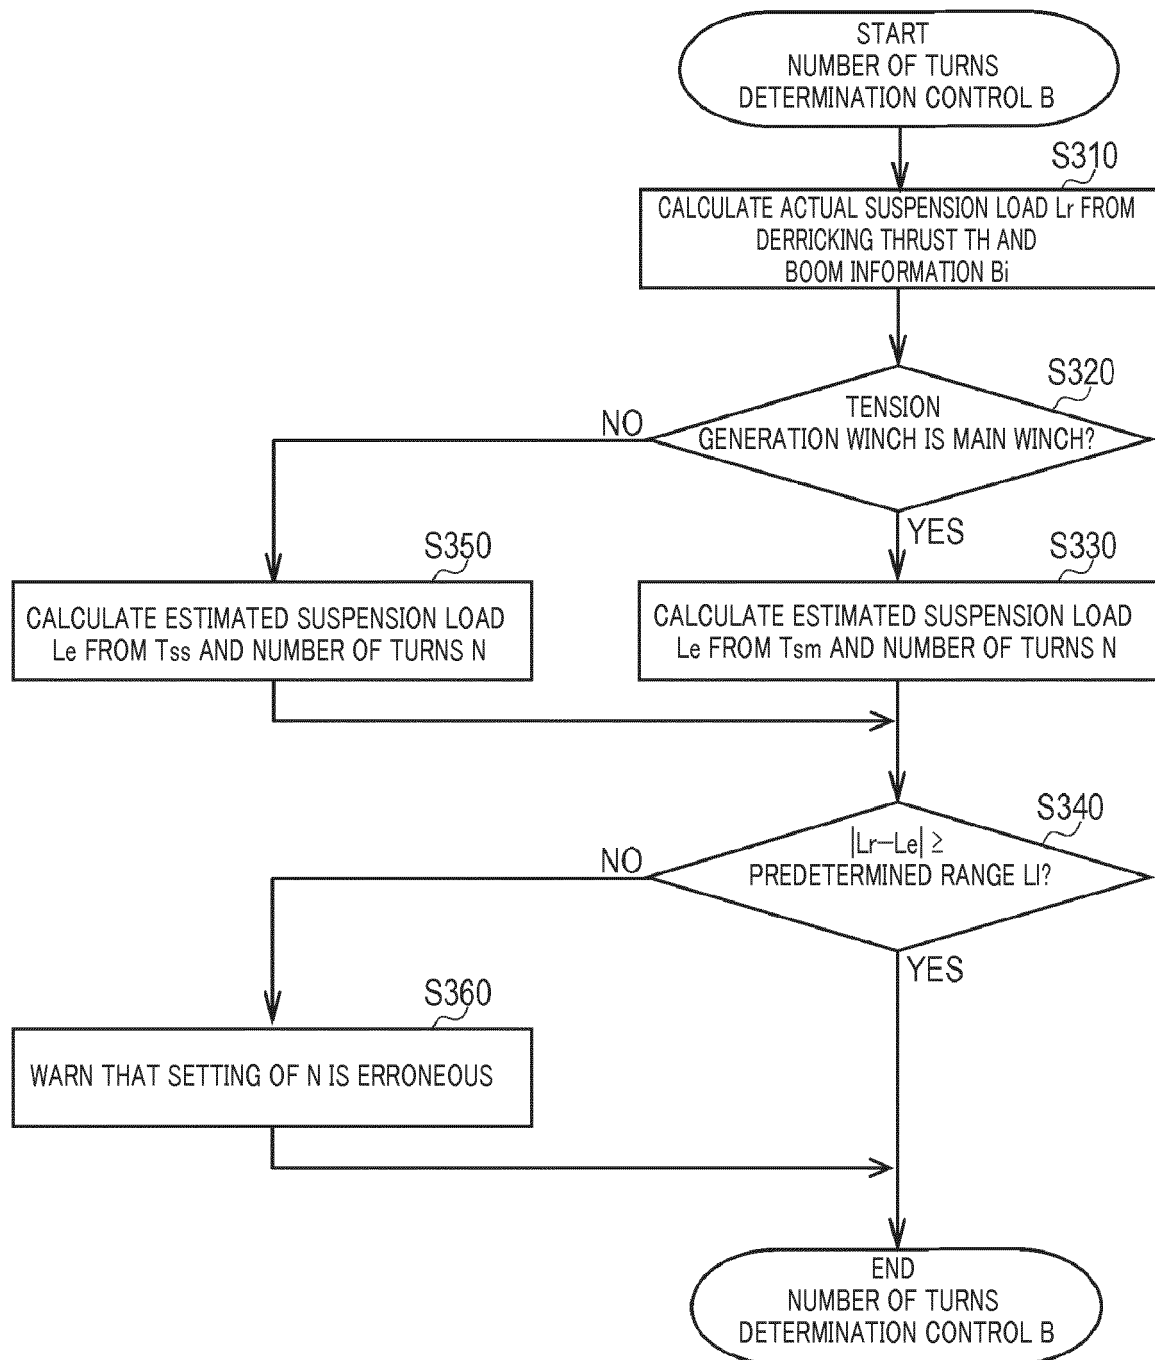 START
NUMBER OF TURNS
DETERMINATION CONTROL B
S310
CALCULATE ACTUAL SUSPENSION LOAD Lr FROM
DERRICKING THRUST TH AND
BOOM INFORMATION Bi
S320
TENSION
GENERATION WINCH IS MAIN WINCH?
NO
YES
S350
CALCULATE ESTIMATED SUSPENSION LOAD
Le FROM Tss AND NUMBER OF TURNS N
S330
CALCULATE ESTIMATED SUSPENSION LOAD
Le FROM Tsm AND NUMBER OF TURNS N
S340
|Lr−Le| ≥
PREDETERMINED RANGE Ll?
NO
YES
S360
WARN THAT SETTING OF N IS ERRONEOUS
END
NUMBER OF TURNS
DETERMINATION CONTROL B